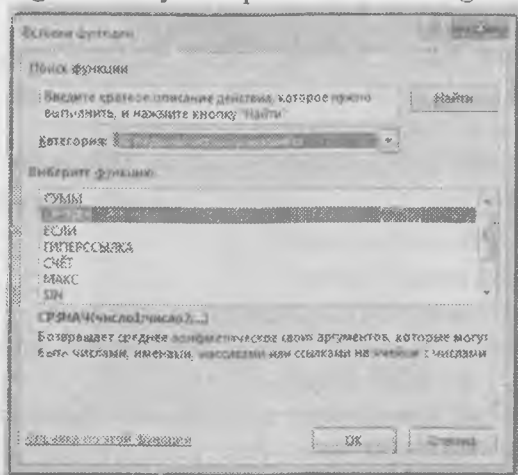 Вставка функции
Поиск функции
Введите краткое описание действия, которое нужно
выполнить, и нажмите кнопку "Найти"
Найти
Категория:
Выберите функцию:
СУММ
ЕСЛИ
ГИПЕРССЫЛКА
СЧЁТ
МАКС
SIN
СРЗНАЧ(число1;число2;...)
Возвращает среднее арифметическое своих аргументов, которые могут
быть числами, именами, массивами или ссылками на ячейки с числами
Справка по этой функции
ОК
Отмена